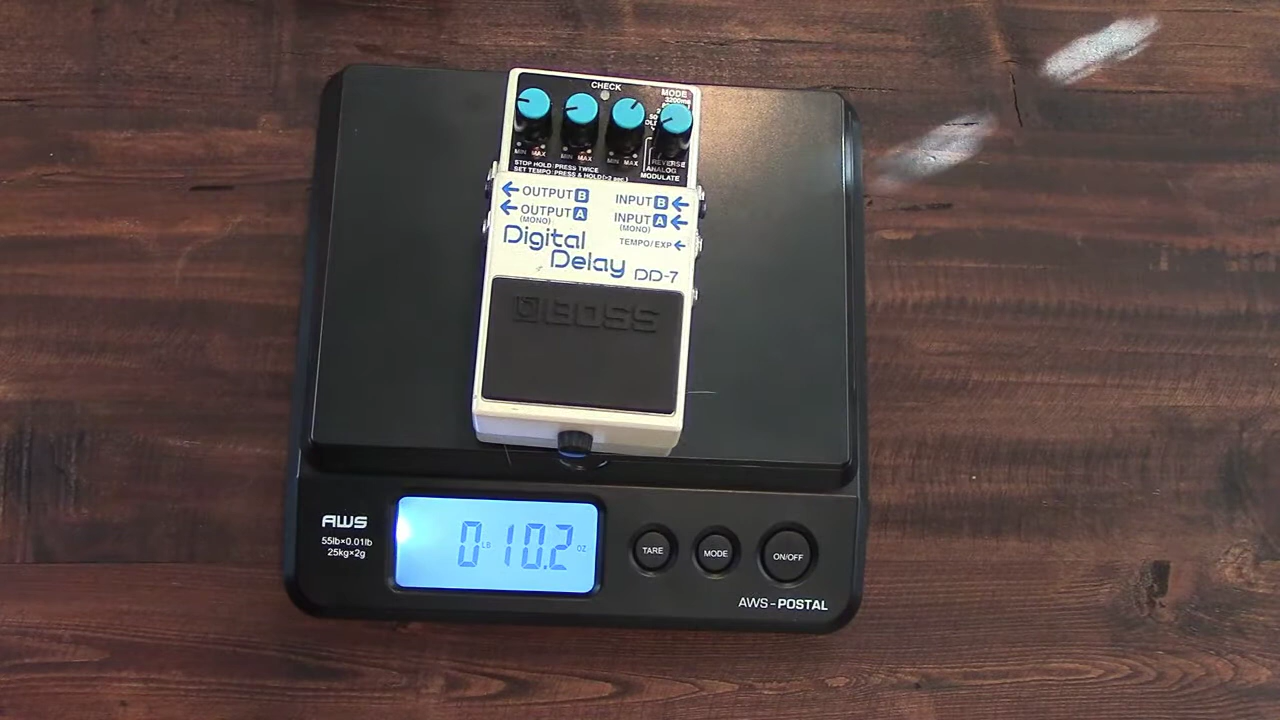 CHECK
MODE
3200ms
MIN MAX MIN MAX MIN MAX
STOP HOLD:PRESS TWICE
SET TEMPO:PRESS & HOLD(>2 sec.)
REVERSE
ANALOG
MODULATE
OUTPUT B
INPUT B
OUTPUT A
(MONO)
INPUT A
(MONO)
TEMPO/EXP
Digital
Delay DD-7
BOSS
AWS
55lb×0.01lb
25kg×2g
0 LB 10.2 OZ
TARE
MODE
ON/OFF
AWS-POSTAL